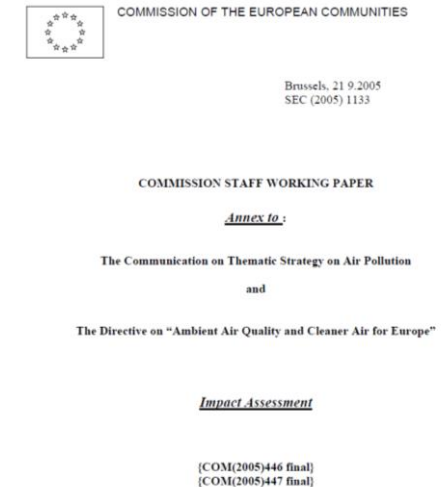 COMMISSION OF THE EUROPEAN COMMUNITIES
Brussels, 21 9.2005
SEC (2005) 1133
COMMISSION STAFF WORKING PAPER
Annex to :
The Communication on Thematic Strategy on Air Pollution
and
The Directive on “Ambient Air Quality and Cleaner Air for Europe”
Impact Assessment
{COM(2005)446 final}
{COM(2005)447 final}